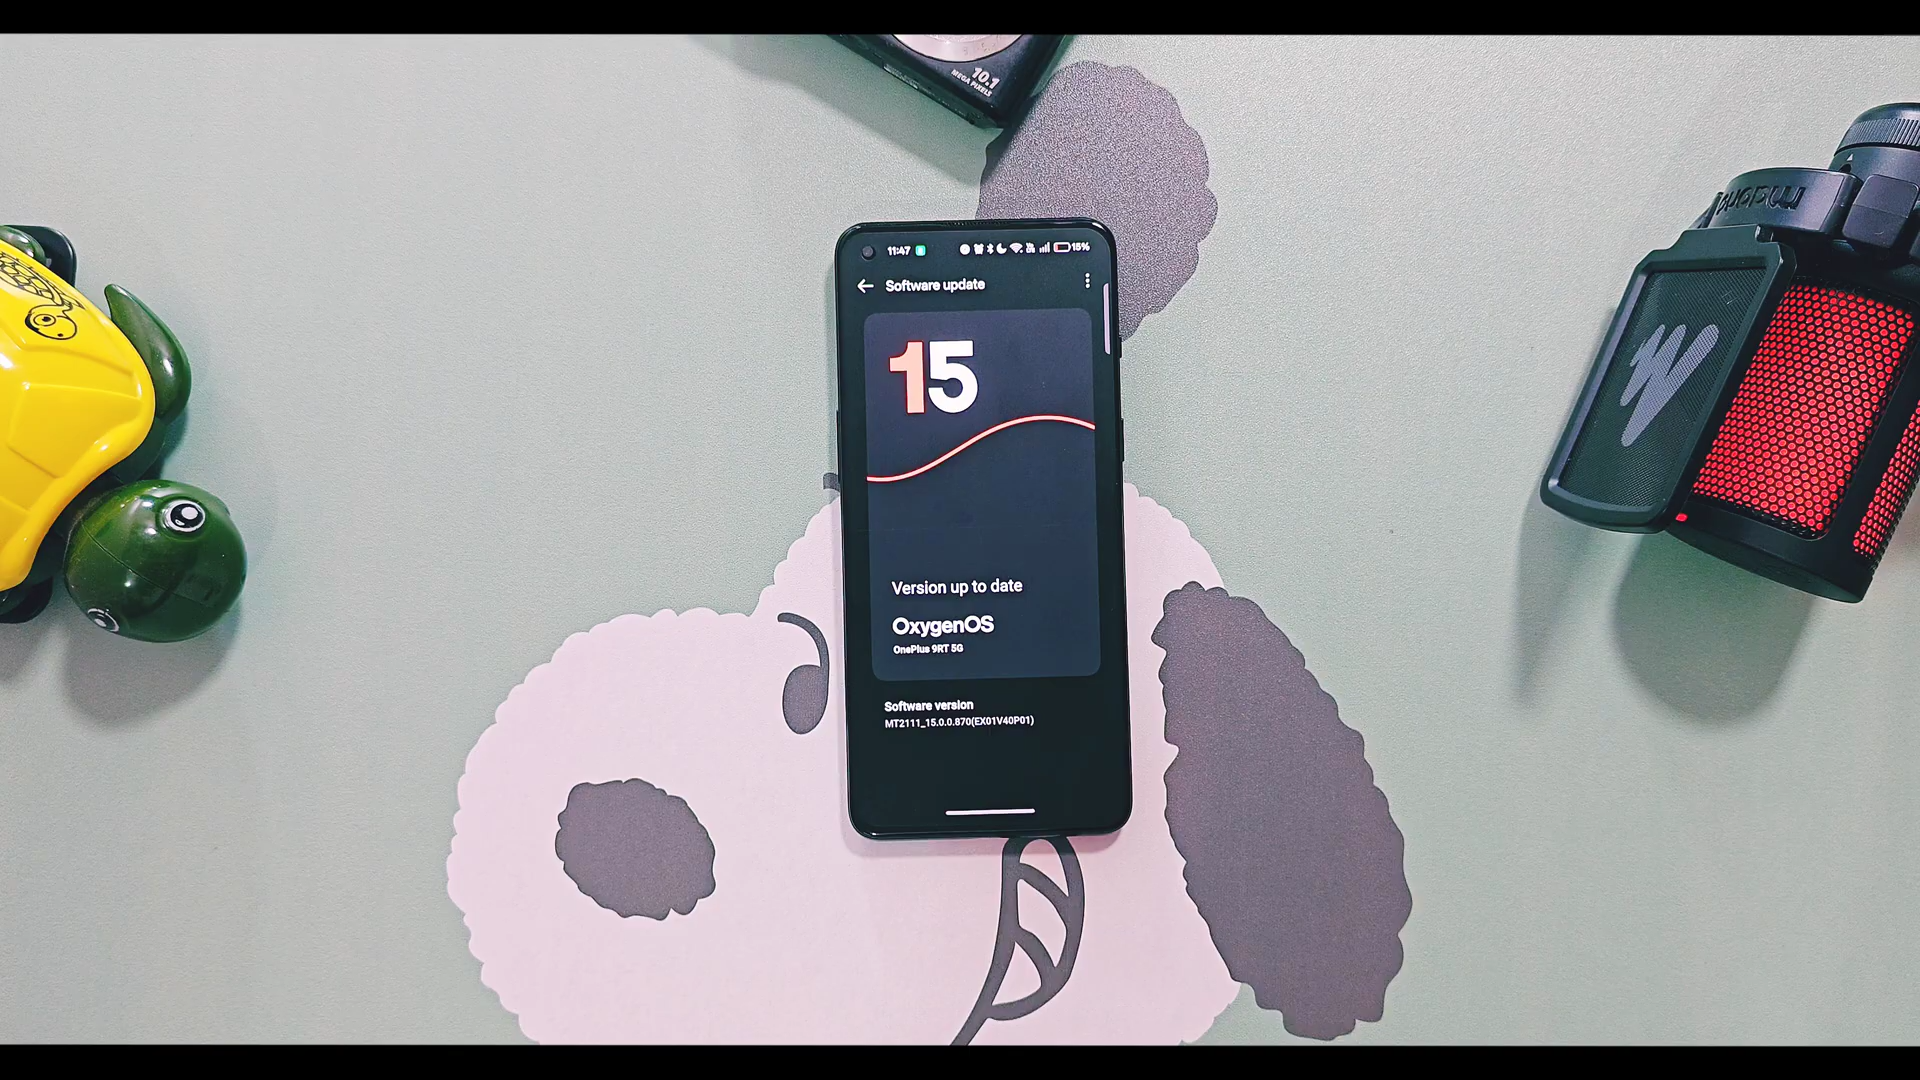 10.1
MEGA PIXELS
maono
11:47
15%
Software update
15
Version up to date
OxygenOS
OnePlus 9RT 5G
Software version
MT2111_15.0.0.870(EX01V40P01)